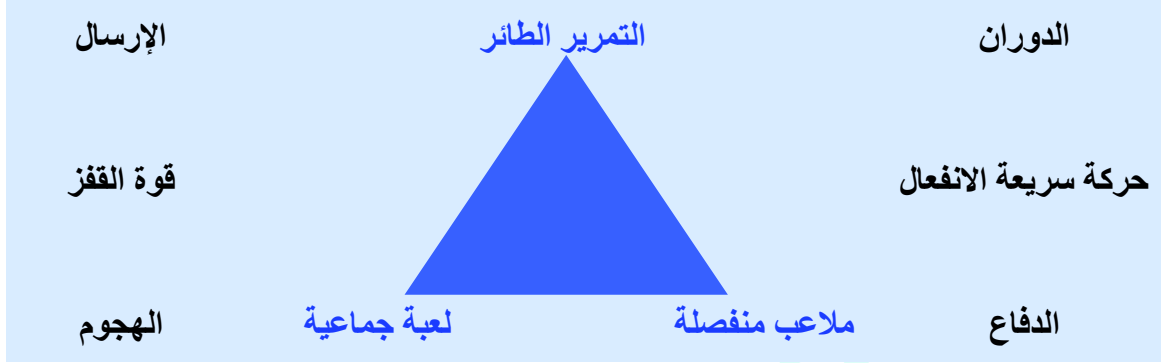 الدوران التمرير الطائر الإرسال
حركة سريعة الانفعال قوة القفز
الدفاع ملاعب منفصلة لعبة جماعية الهجوم